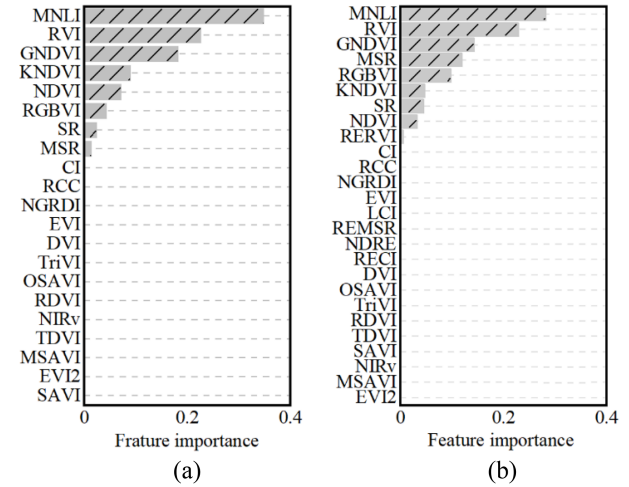 MNLI
RVI
GNDVI
KNDVI
NDVI
RGBVI
SR
MSR
CI
RCC
NGRDI
EVI
DVI
TriVI
OSAVI
RDVI
NIRv
TDVI
MSAVI
EVI2
SAVI
0 0.2 0.4
Frature importance
(a)
MNLI
RVI
GNDVI
MSR
RGBVI
KNDVI
SR
NDVI
RERVI
CI
RCC
NGRDI
EVI
LCI
REMSR
NDRE
RECI
DVI
OSAVI
TriVI
RDVI
TDVI
SAVI
NIRv
MSAVI
EVI2
0 0.2 0.4
Feature importance
(b)